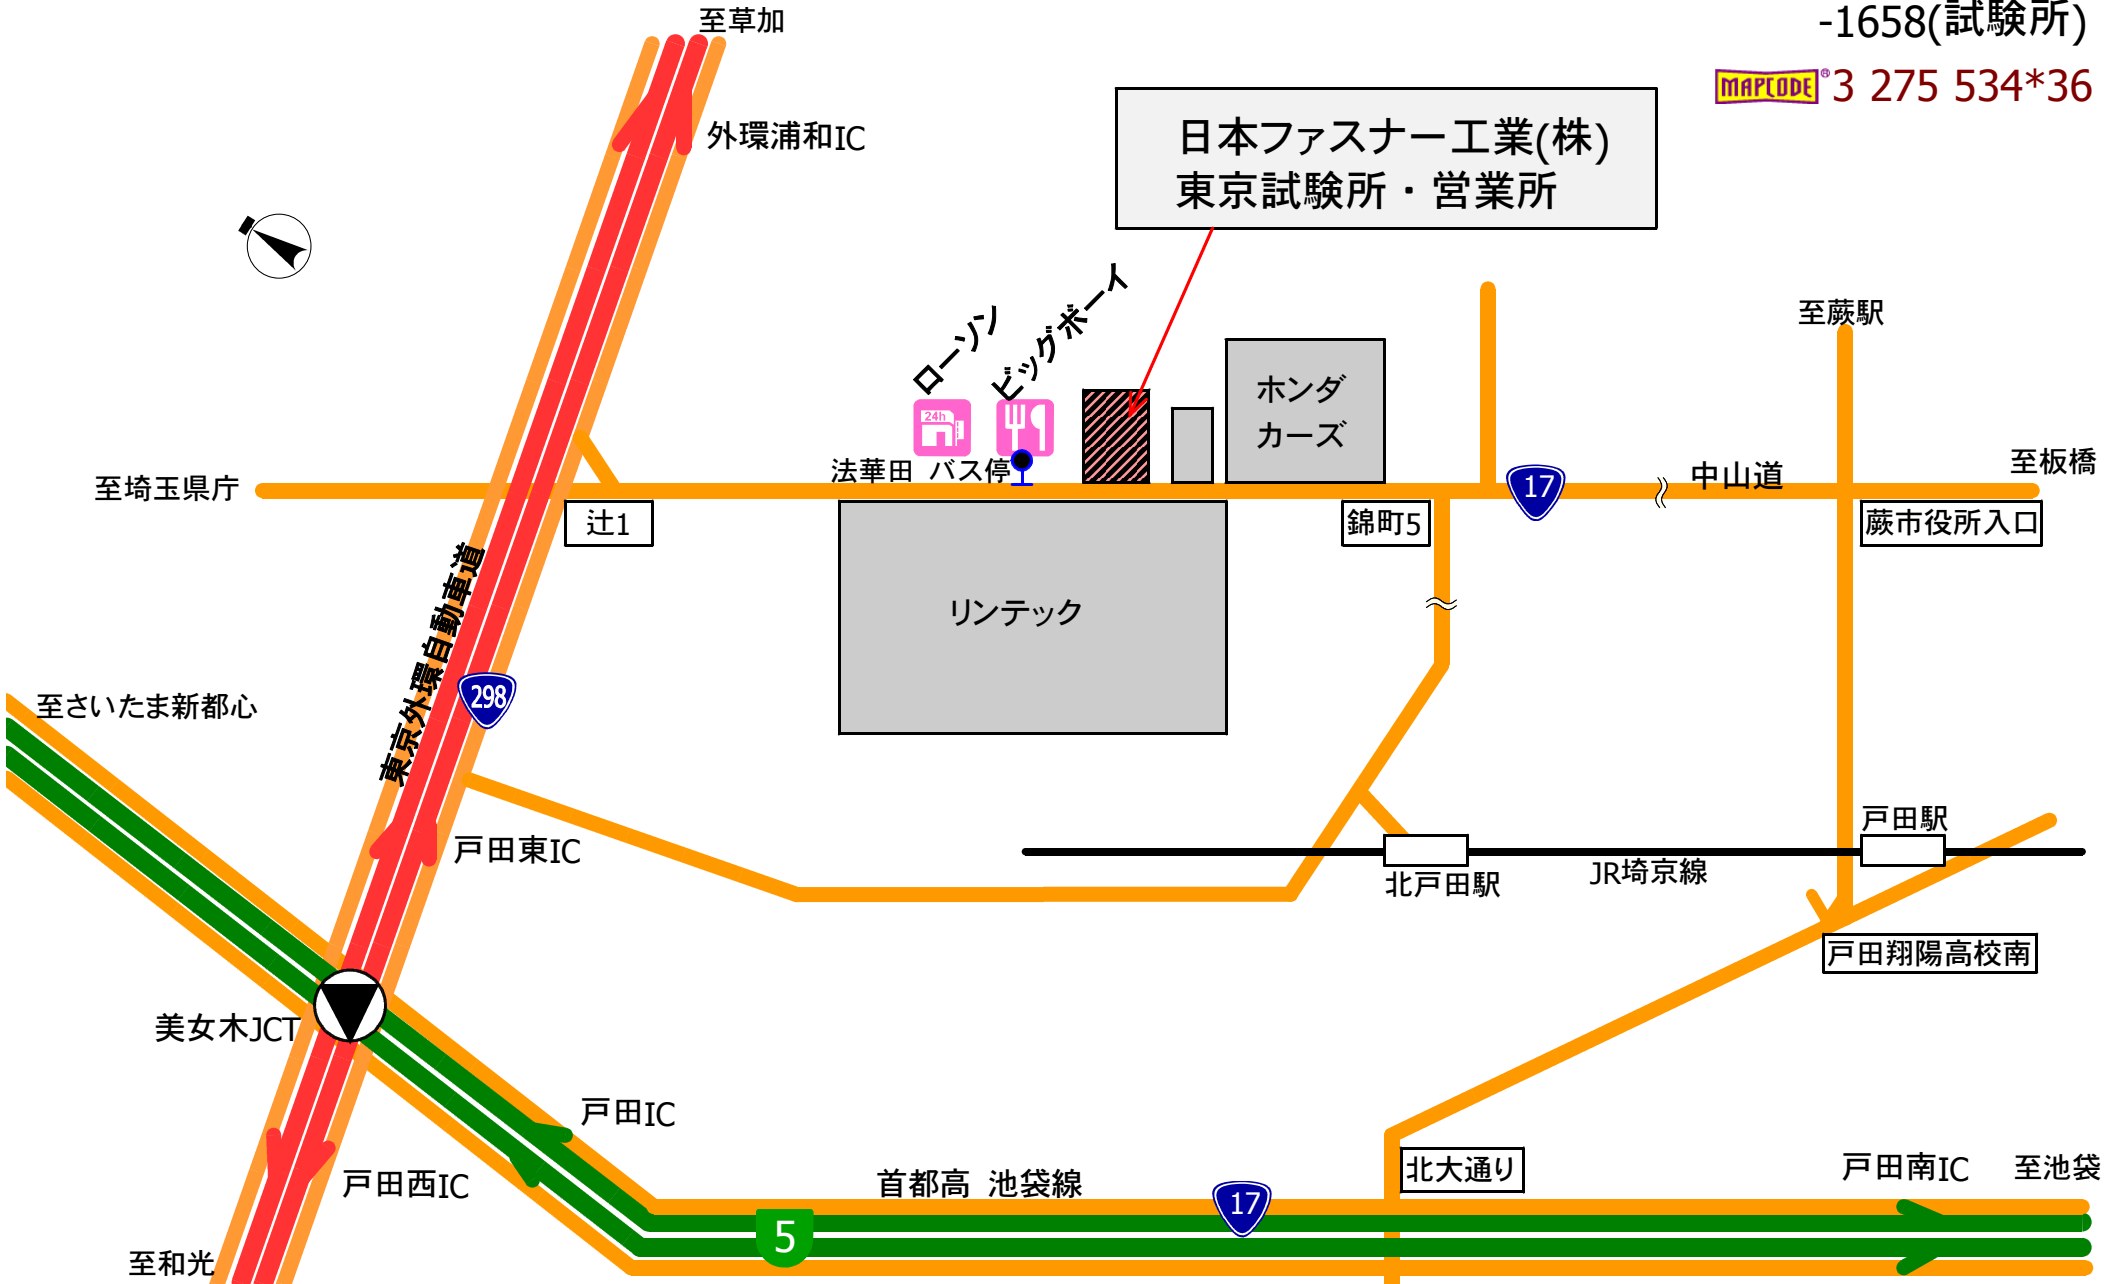 至草加
-1658(試験所)
MAPCODE® 3 275 534*36
外環浦和IC
日本ファスナー工業(株)
東京試験所・営業所
ローソン
ビッグボーイ
24h
ホンダ
カーズ
至蕨駅
至埼玉県庁
法華田 バス停
17
中山道
至板橋
辻1
錦町5
蕨市役所入口
リンテック
東京外環自動車道
298
至さいたま新都心
戸田東IC
北戸田駅
JR埼京線
戸田駅
戸田翔陽高校南
美女木JCT
戸田IC
戸田西IC
首都高 池袋線
北大通り
戸田南IC
至池袋
5
17
至和光